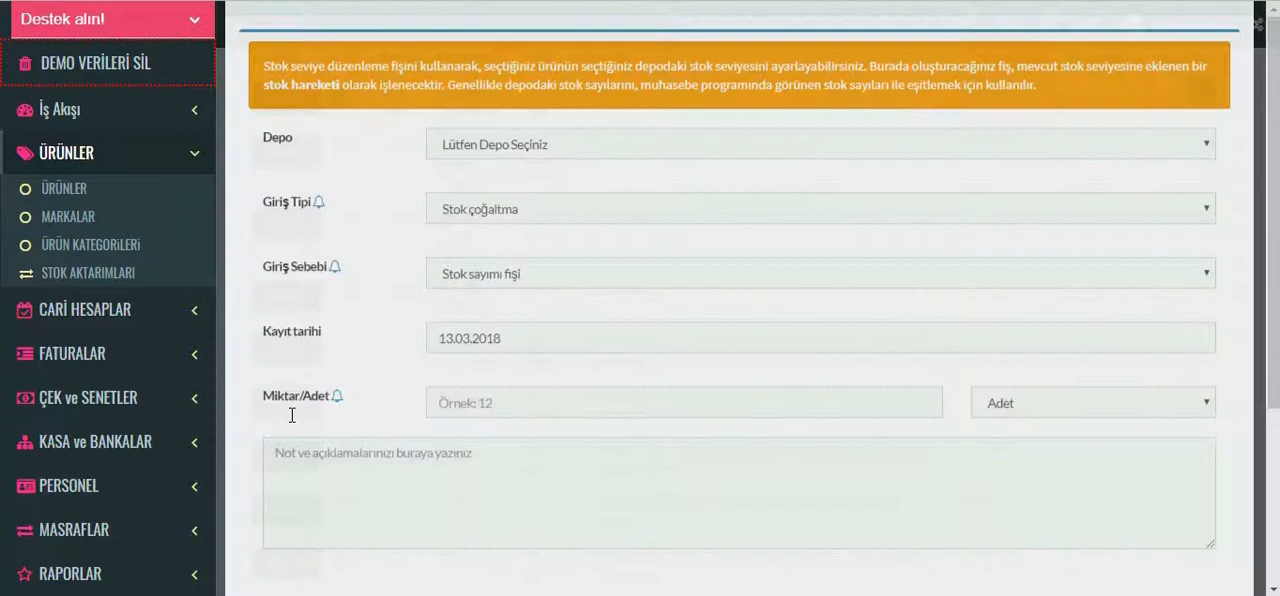 Destek alın!
DEMO VERİLERİ SİL
İş Akışı
ÜRÜNLER
ÜRÜNLER
MARKALAR
ÜRÜN KATEGORİLERİ
STOK AKTARIMLARI
CARİ HESAPLAR
FATURALAR
ÇEK ve SENETLER
KASA ve BANKALAR
PERSONEL
MASRAFLAR
RAPORLAR
Stok seviye düzenleme fişini kullanarak, seçtiğiniz ürünün seçtiğiniz depodaki stok seviyesini ayarlayabilirsiniz. Burada oluşturacağınız fiş, mevcut stok seviyesine eklenen bir
stok hareketi olarak işlenecektir. Genellikle depodaki stok sayılarını, muhasebe programında görünen stok sayıları ile eşitlemek için kullanılır.
Depo
Lütfen Depo Seçiniz
Giriş Tipi
Stok çoğaltma
Giriş Sebebi
Stok sayımı fişi
Kayıt tarihi
13.03.2018
Miktar/Adet
Örnek: 12
Adet
Not ve açıklamalarınızı buraya yazınız